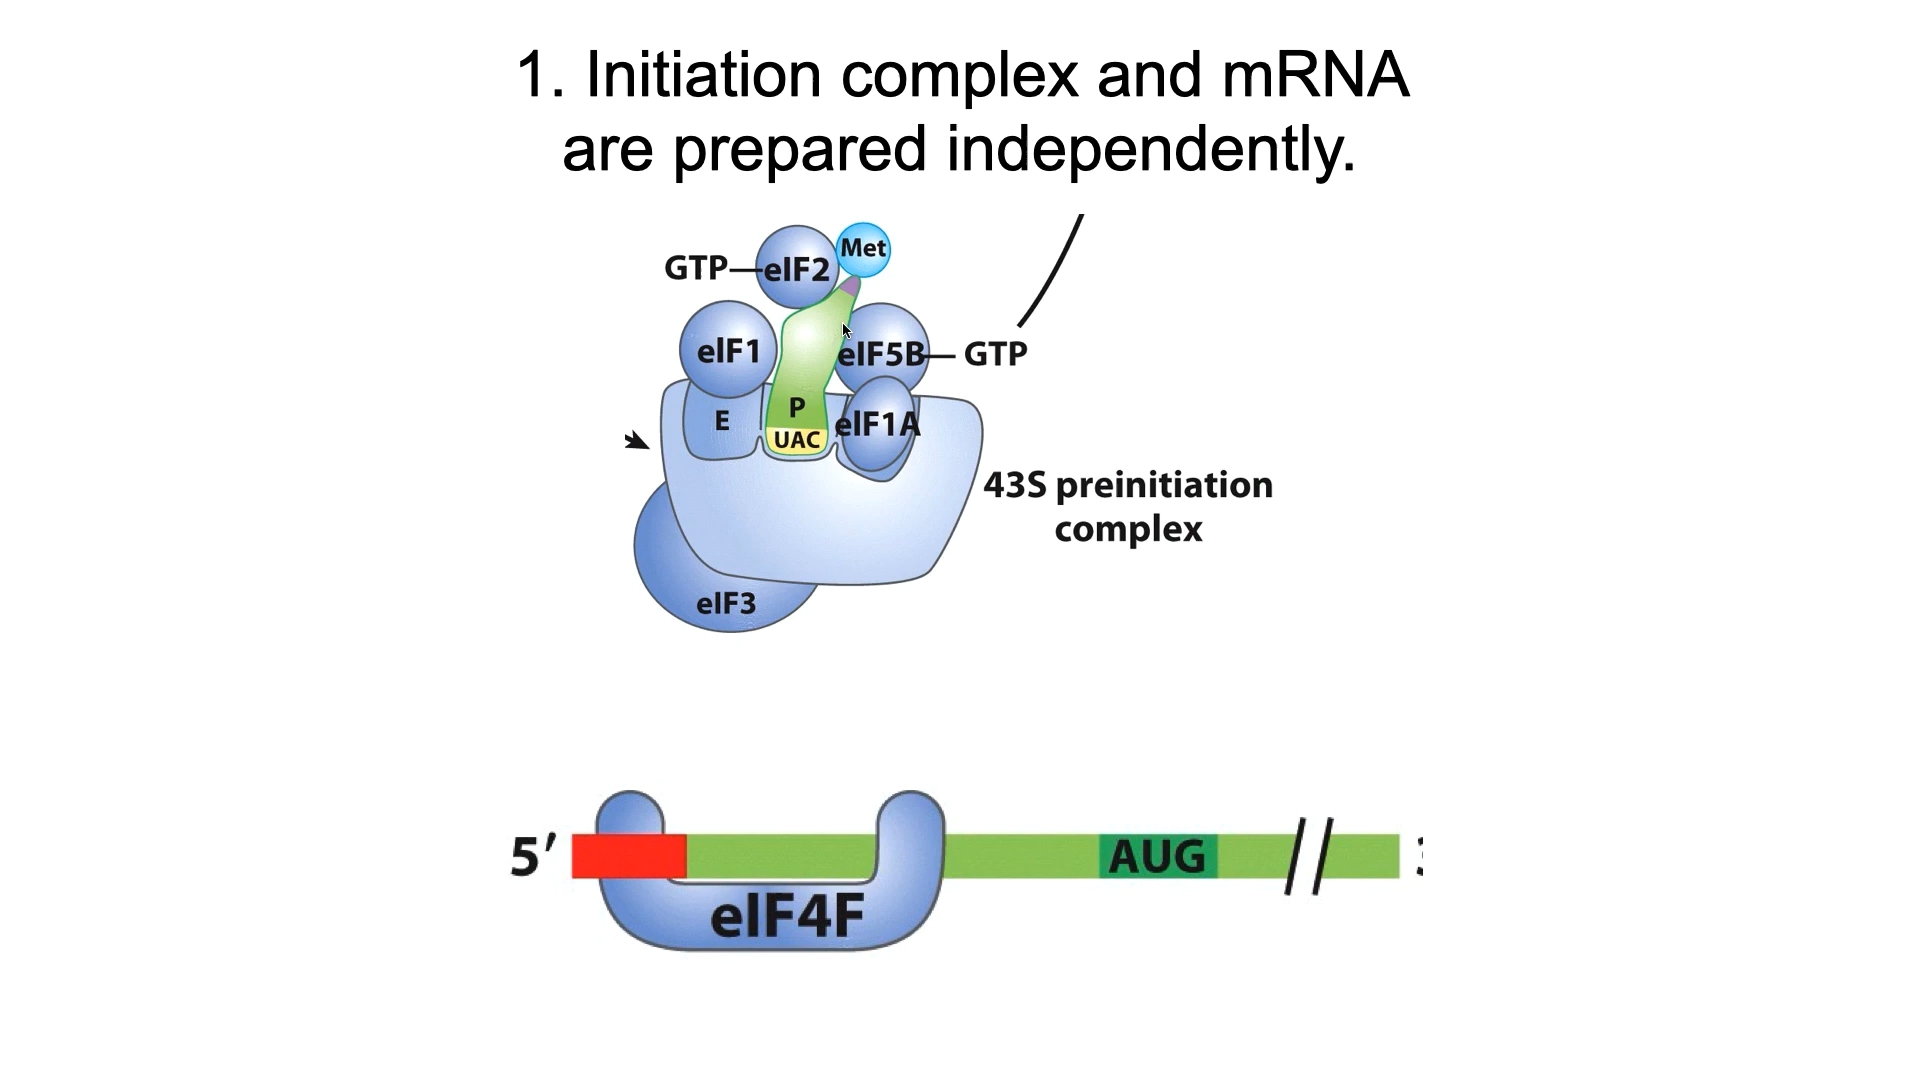 1. Initiation complex and mRNA
are prepared independently.
Met
GTP
eIF2
eIF1
eIF5B
GTP
E
P
eIF1A
UAC
43S preinitiation
complex
eIF3
5′
AUG
eIF4F